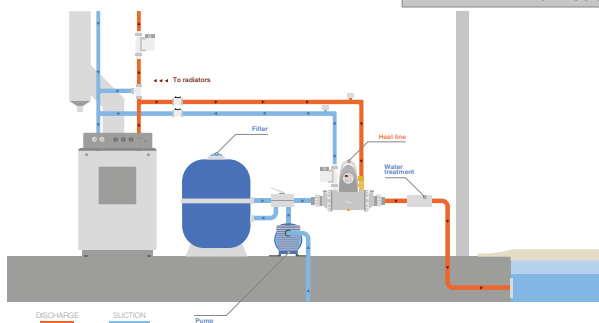 To radiators
Filter
Heat line
Water
treatment
DISCHARGE
SUCTION
Pump